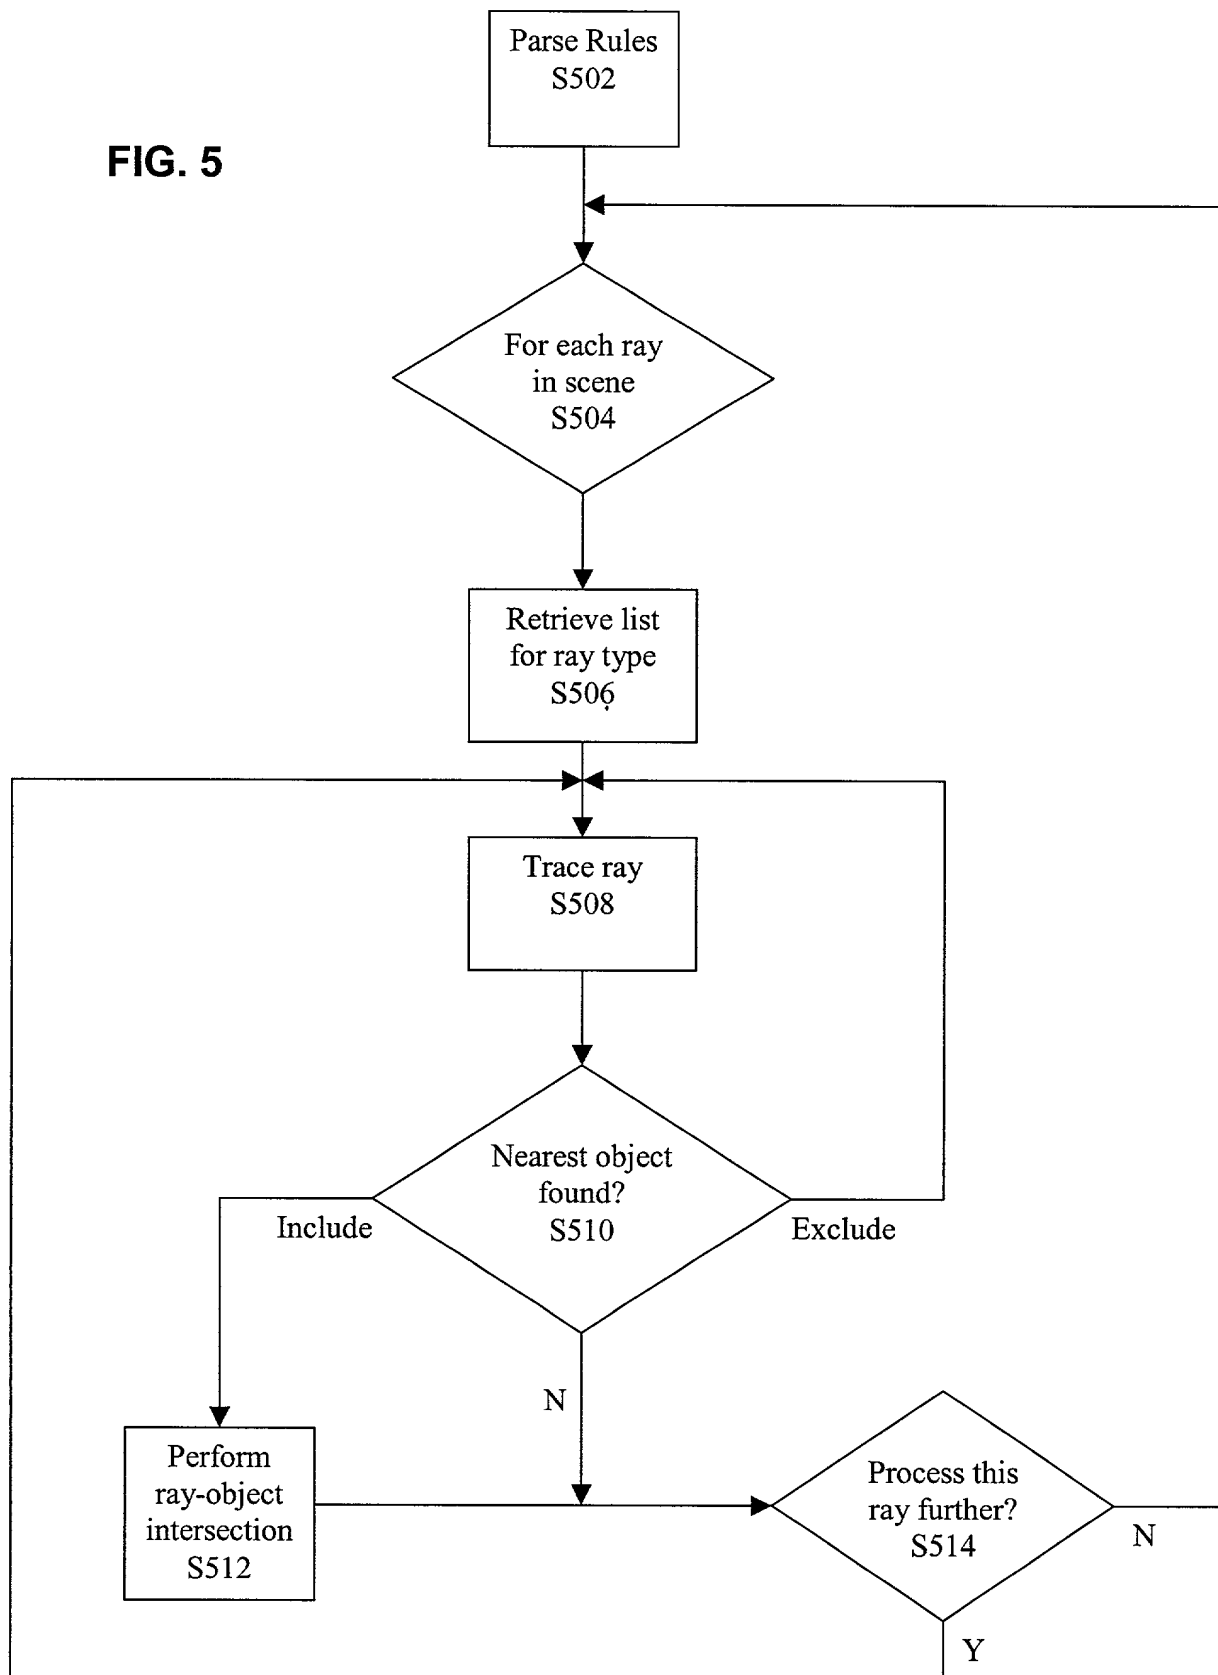 Parse Rules
S502
FIG. 5
For each ray
in scene
S504
Retrieve list
for ray type
S506
Trace ray
S508
Nearest object
found?
S510
Include
Exclude
N
Perform
ray-object
intersection
S512
Process this
ray further?
S514
N
Y